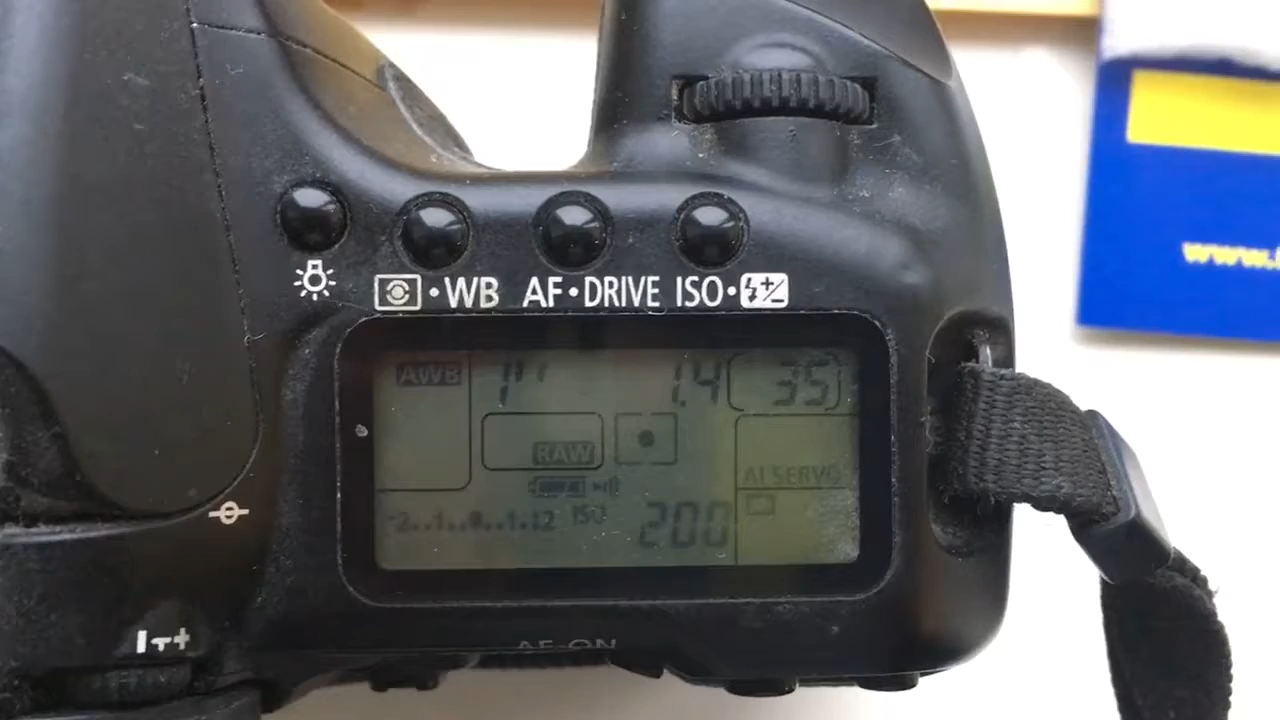 WB AF•DRIVE ISO•
AWB 1" 1.4 [35]
RAW
AI SERVO
-2..1..0..1.:2 ISO 200
AF-ON